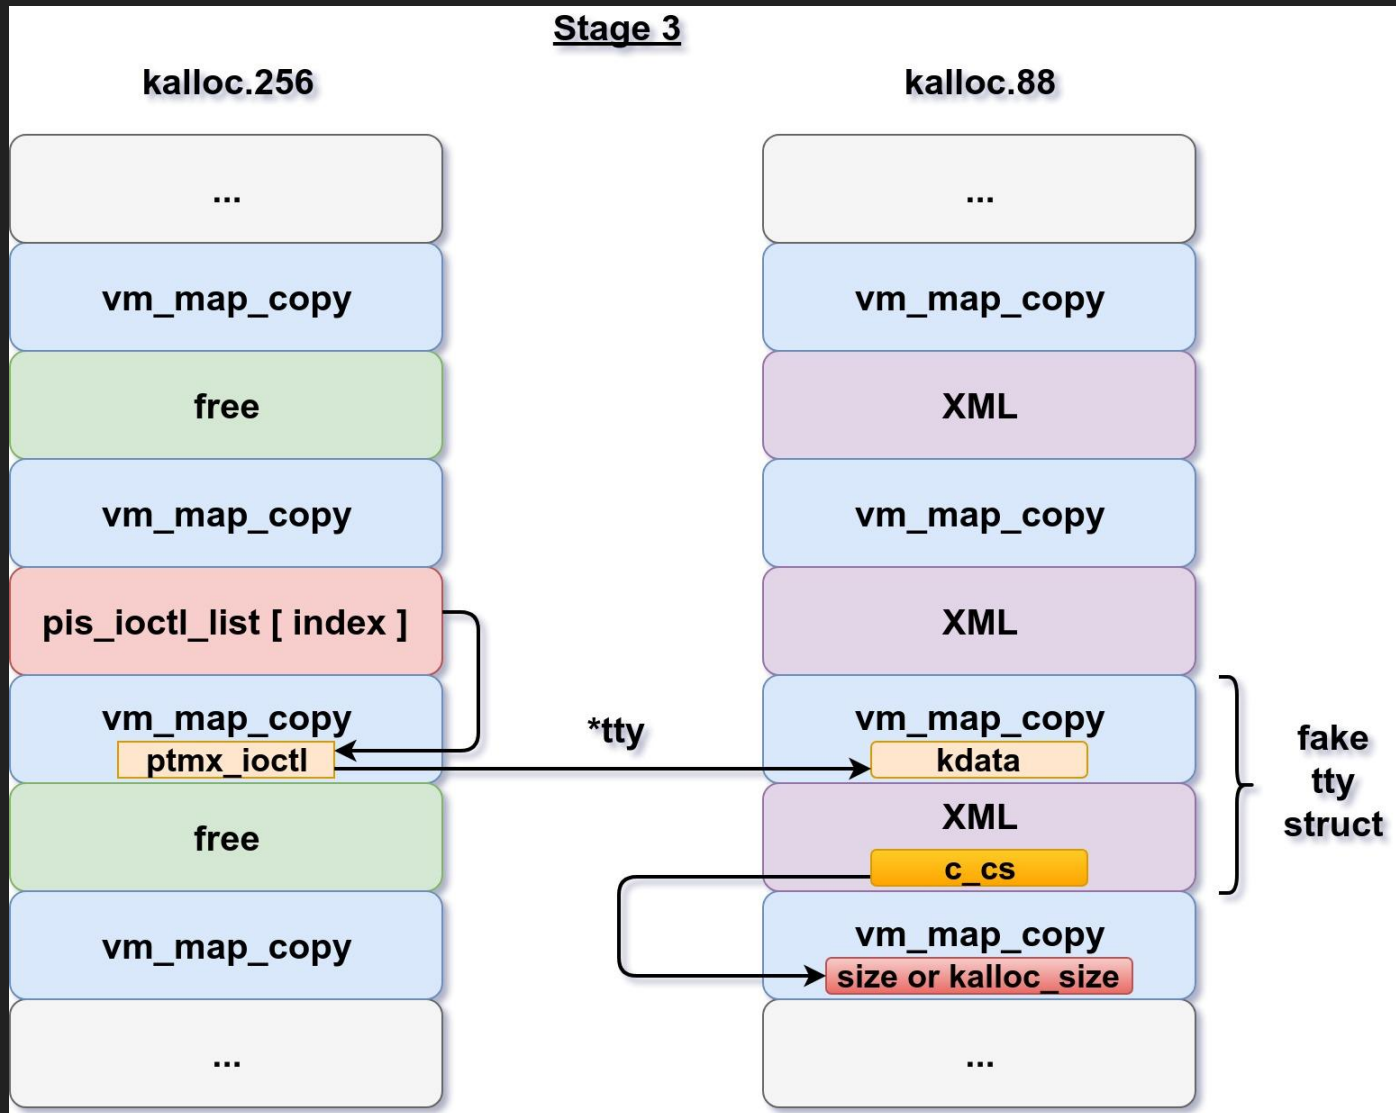 Stage 3
kalloc.256
...
vm_map_copy
free
vm_map_copy
pis_ioctl_list [ index ]
vm_map_copy
ptmx_ioctl
free
vm_map_copy
...
*tty
kalloc.88
...
vm_map_copy
XML
vm_map_copy
XML
vm_map_copy
kdata
XML
c_cs
vm_map_copy
size or kalloc_size
...
fake
tty
struct